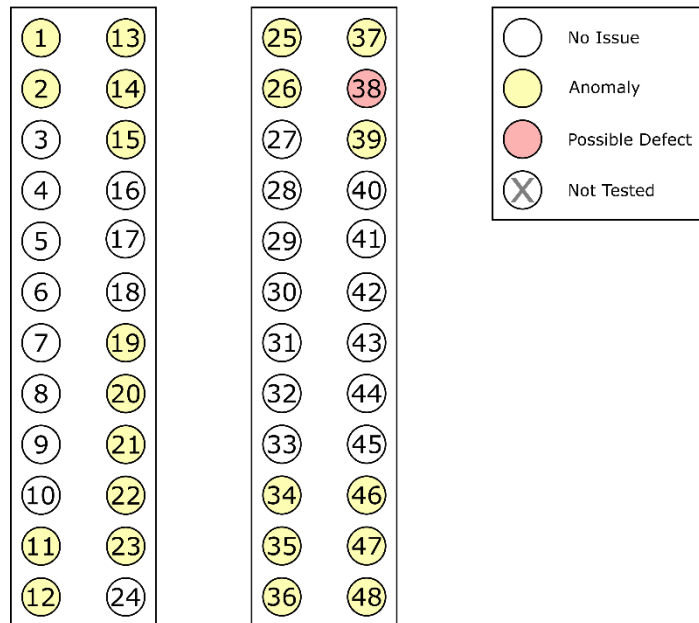 1 13 25 37 No Issue
2 14 26 38 Anomaly
3 15 27 39 Possible Defect
4 16 28 40 X Not Tested
5 17 29 41
6 18 30 42
7 19 31 43
8 20 32 44
9 21 33 45
10 22 34 46
11 23 35 47
12 24 36 48